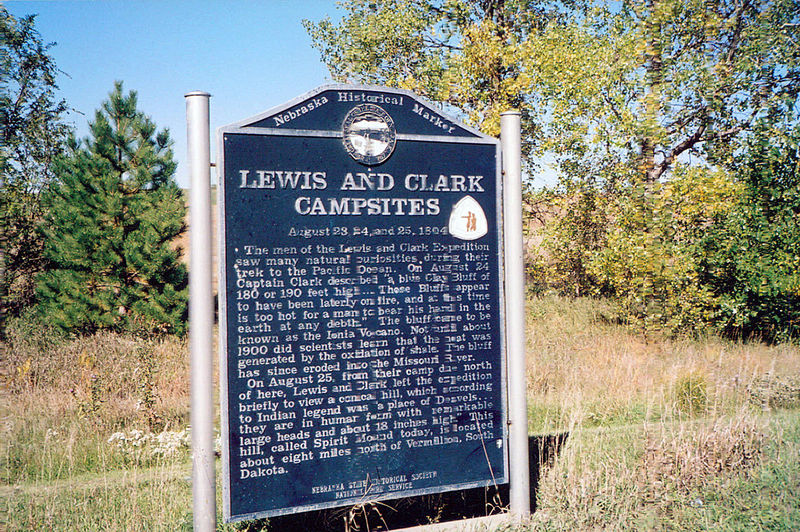 Nebraska Historical Marker
LEWIS AND CLARK
CAMPSITES
August 23, 24, and 25, 1804
The men of the Lewis and Clark Expedition
saw many natural curiosities during their
trek to the Pacific Ocean. On August 24
Captain Clark described "a blue Clay Bluff of
180 or 190 feet high... These Bluffs appear
to have been laterly on fire, and at this time
is too hot for a man to bear his hand in the
earth at any debth." The bluff came to be
known as the Ionia Volcano. Not until about
1900 did scientists learn that the heat was
generated by the oxidation of shale. The bluff
has since eroded into the Missouri River.
On August 25, from their camp due north
of here, Lewis and Clark left the expedition
briefly to view a conical hill, which according
to Indian legend was "a place of Deavels...
they are in human form with remarkable
large heads and about 18 inches high." This
hill, called Spirit Mound today, is located
about eight miles north of Vermillion, South
Dakota.
NEBRASKA STATE HISTORICAL SOCIETY
NATIONAL PARK SERVICE